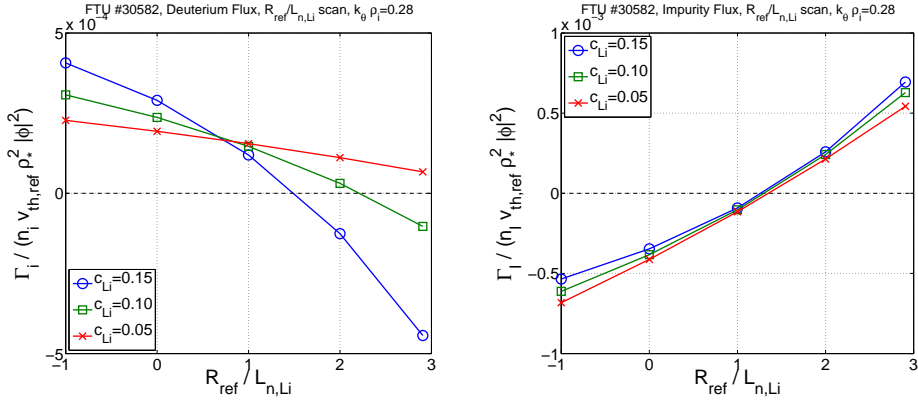 FTU #30582, Deuterium Flux, R_ref/L_n,Li scan, k_θ ρ_i=0.28
x 10^-4
5
0
−5
−1
0
1
2
3
Γ_i / (n_i v_th,ref ρ_*^2 |ϕ|^2)
R_ref / L_n,Li
c_Li=0.15
c_Li=0.10
c_Li=0.05
FTU #30582, Impurity Flux, R_ref/L_n,Li scan, k_θ ρ_i=0.28
x 10^-3
1
0.5
0
−0.5
−1
−1
0
1
2
3
Γ_I / (n_I v_th,ref ρ_*^2 |ϕ|^2)
R_ref / L_n,Li
c_Li=0.15
c_Li=0.10
c_Li=0.05